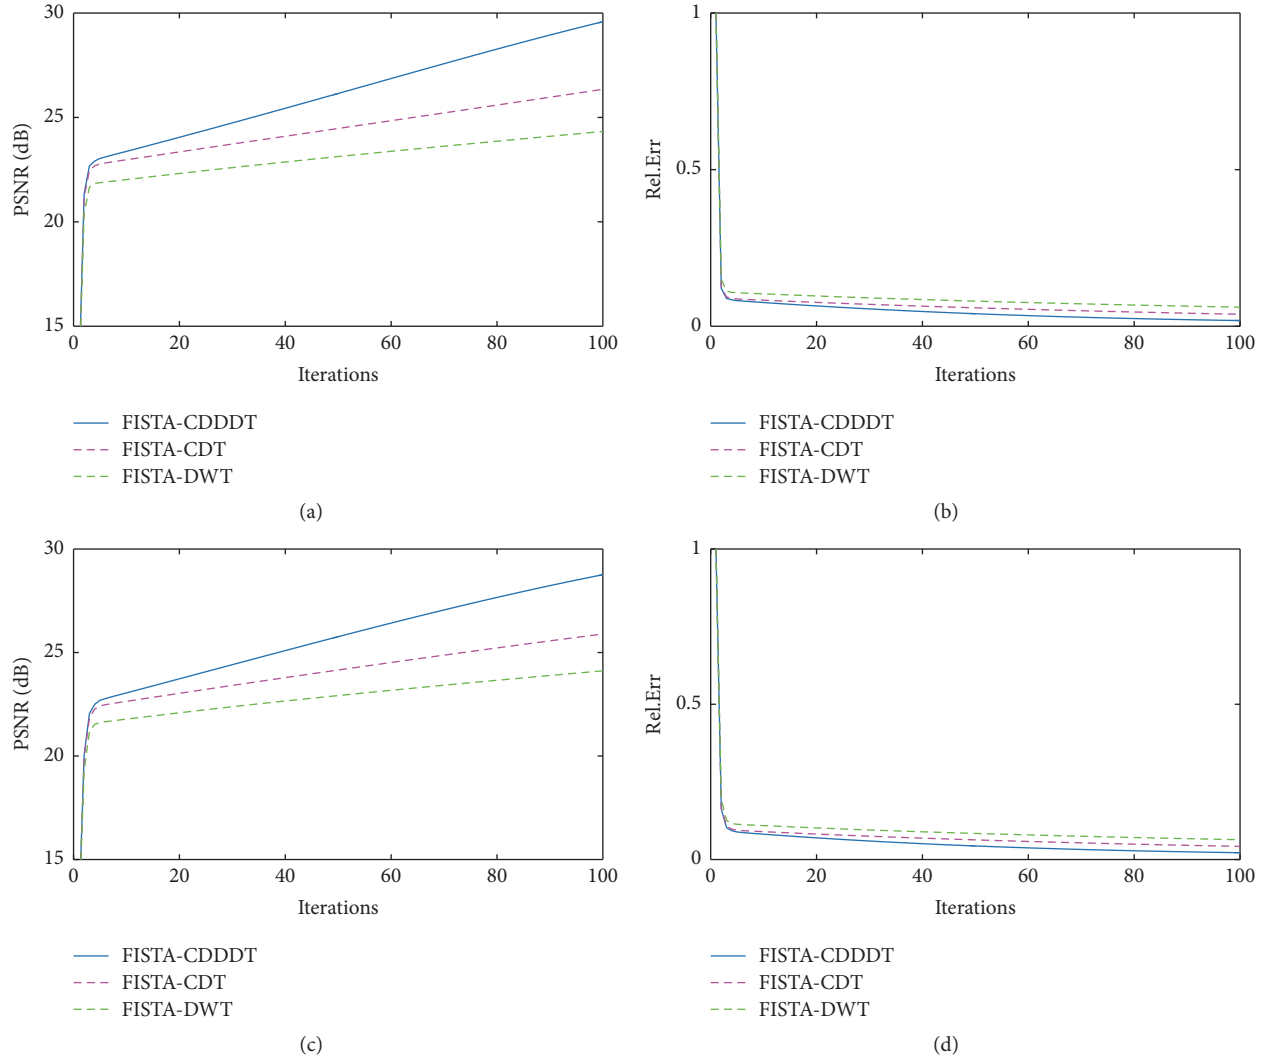 30
25
20
15
PSNR (dB)
0
20
40
60
80
100
Iterations
FISTA-CDDDT
FISTA-CDT
FISTA-DWT
(a)
1
0.5
0
Rel.Err
0
20
40
60
80
100
Iterations
FISTA-CDDDT
FISTA-CDT
FISTA-DWT
(b)
30
25
20
15
PSNR (dB)
0
20
40
60
80
100
Iterations
FISTA-CDDDT
FISTA-CDT
FISTA-DWT
(c)
1
0.5
0
Rel.Err
0
20
40
60
80
100
Iterations
FISTA-CDDDT
FISTA-CDT
FISTA-DWT
(d)